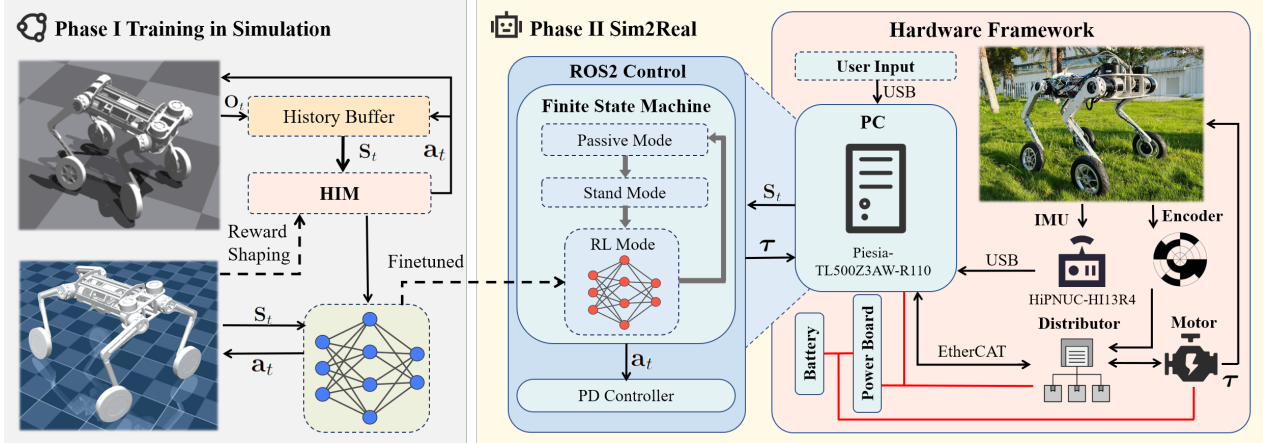 Phase I Training in Simulation
O_t
History Buffer
S_t
a_t
HIM
Reward
Shaping
Finetuned
S_t
a_t
Phase II Sim2Real
ROS2 Control
Finite State Machine
Passive Mode
Stand Mode
RL Mode
a_t
PD Controller
S_t
τ
Hardware Framework
User Input
USB
PC
Piesia-
TL500Z3AW-R110
IMU
Encoder
USB
HiPNUC-HI13R4
Distributor
Motor
EtherCAT
τ
Battery
Power Board